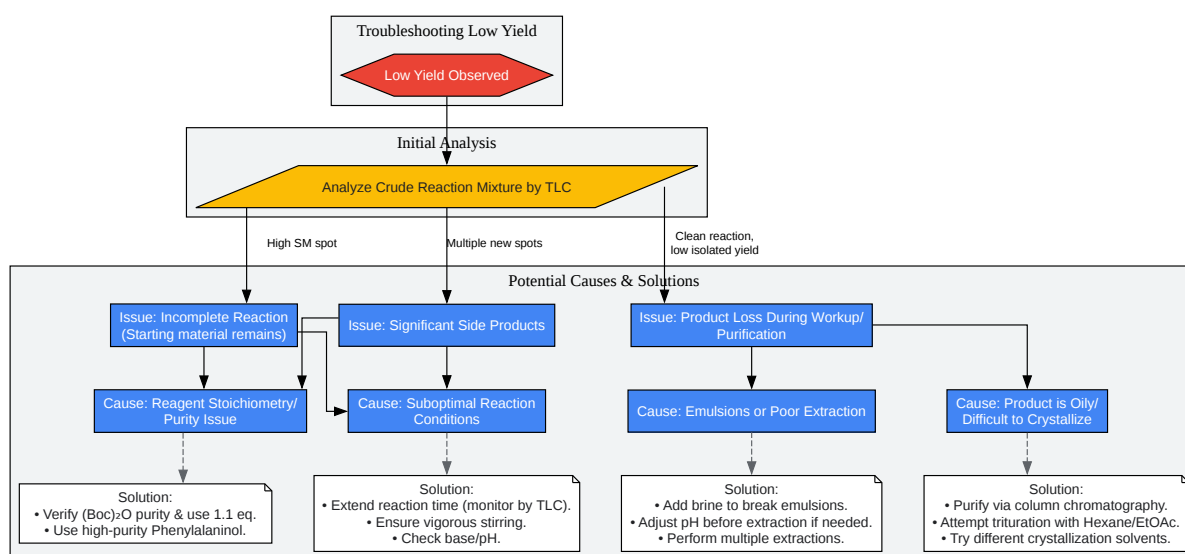 Troubleshooting Low Yield
Low Yield Observed
Initial Analysis
Analyze Crude Reaction Mixture by TLC
High SM spot
Multiple new spots
Clean reaction,
low isolated yield
Potential Causes & Solutions
Issue: Incomplete Reaction
(Starting material remains)
Issue: Significant Side Products
Issue: Product Loss During Workup/
Purification
Cause: Reagent Stoichiometry/
Purity Issue
Cause: Suboptimal Reaction
Conditions
Cause: Emulsions or Poor Extraction
Cause: Product is Oily/
Difficult to Crystallize
Solution:
• Verify (Boc)₂O purity & use 1.1 eq.
• Use high-purity Phenylalaninol.
Solution:
• Extend reaction time (monitor by TLC).
• Ensure vigorous stirring.
• Check base/pH.
Solution:
• Add brine to break emulsions.
• Adjust pH before extraction if needed.
• Perform multiple extractions.
Solution:
• Purify via column chromatography.
• Attempt trituration with Hexane/EtOAc.
• Try different crystallization solvents.